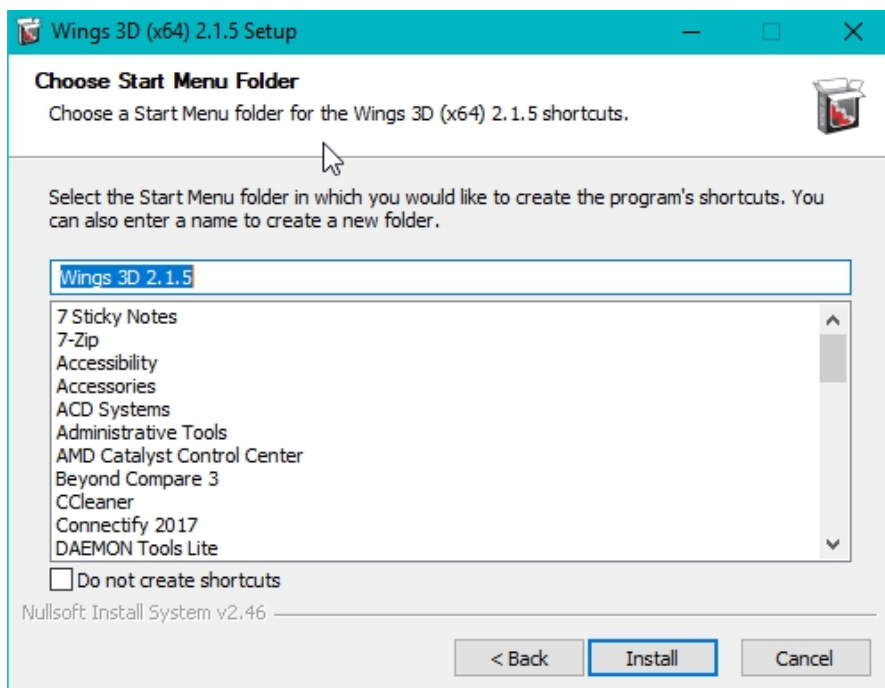 Wings 3D (x64) 2.1.5 Setup
Choose Start Menu Folder
Choose a Start Menu folder for the Wings 3D (x64) 2.1.5 shortcuts.
Select the Start Menu folder in which you would like to create the program's shortcuts. You
can also enter a name to create a new folder.
Wings 3D 2.1.5
7 Sticky Notes
7-Zip
Accessibility
Accessories
ACD Systems
Administrative Tools
AMD Catalyst Control Center
Beyond Compare 3
CCleaner
Connectify 2017
DAEMON Tools Lite
Do not create shortcuts
Nullsoft Install System v2.46
< Back
Install
Cancel